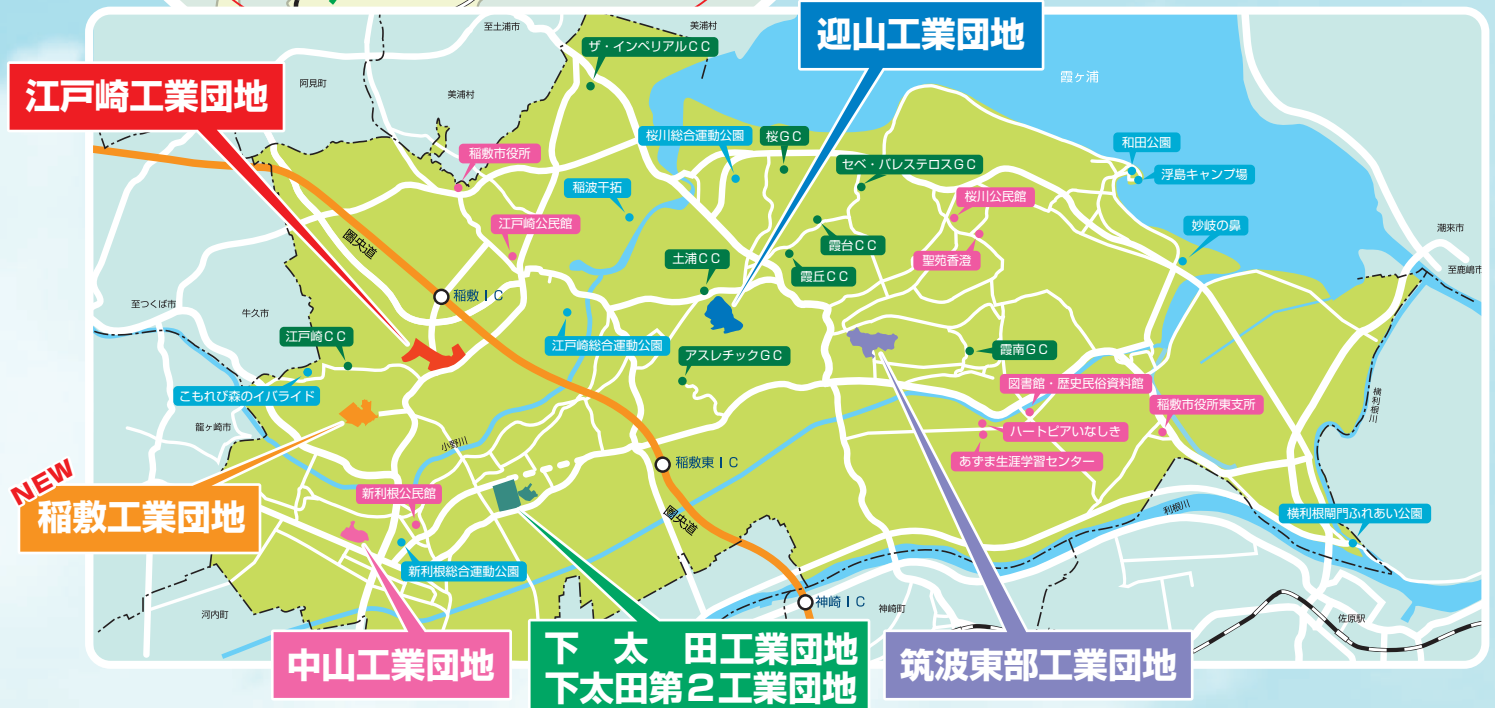 至土浦市
美浦村
迎山工業団地
ザ・インペリアルCC
霞ヶ浦
江戸崎工業団地
阿見町
美浦村
桜川総合運動公園
桜GC
和田公園
稲敷市役所
セベ・バレステロスGC
浮島キャンプ場
稲波干拓
桜川公民館
江戸崎公民館
妙岐の鼻
潮来市
圏央道
霞台CC
聖苑香澄
土浦CC
霞丘CC
至鹿嶋市
稲敷IC
至つくば市
牛久市
江戸崎CC
江戸崎総合運動公園
アスレチックGC
霞南GC
こもれび森のイバライド
図書館・歴史民俗資料館
稲敷市役所東支所
横利根川
龍ヶ崎市
小野川
ハートピアいなしき
稲敷東IC
あずま生涯学習センター
NEW
稲敷工業団地
新利根公民館
圏央道
利根川
横利根閘門ふれあい公園
新利根総合運動公園
河内町
神崎IC
神崎町
佐原駅
中山工業団地
下太田工業団地
下太田第2工業団地
筑波東部工業団地